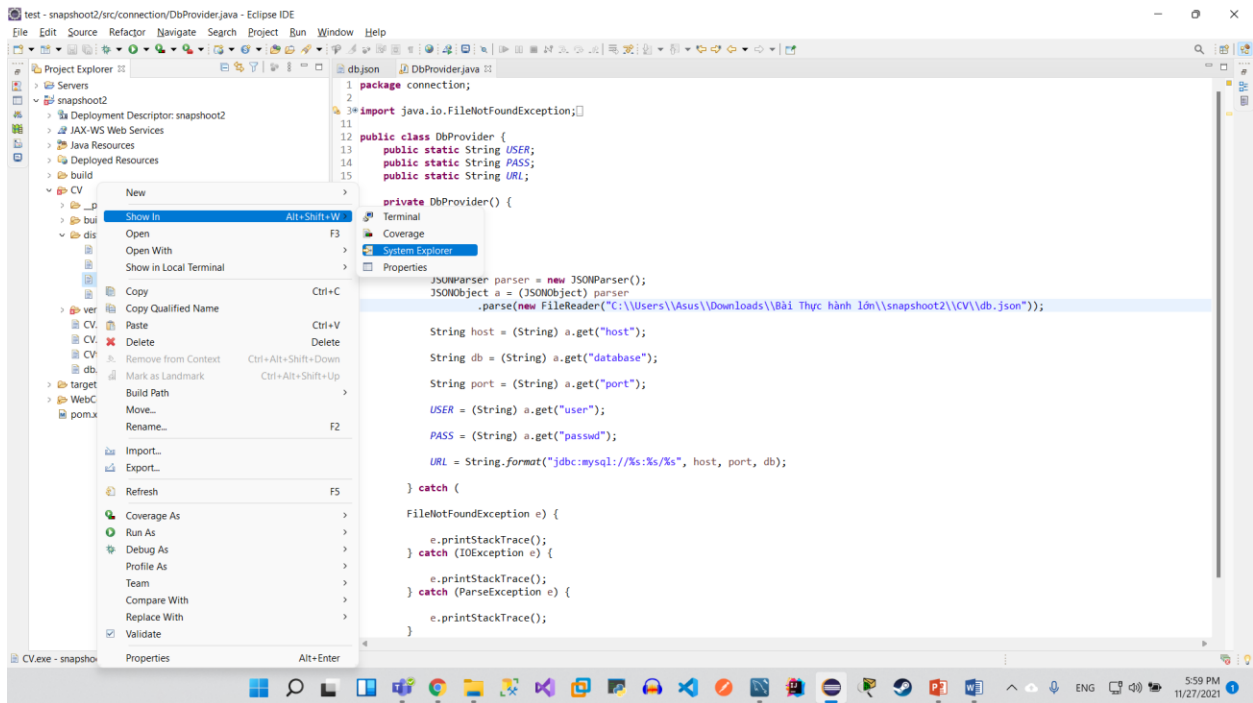 test - snapshoot2/src/connection/DbProvider.java - Eclipse IDE
File Edit Source Refactor Navigate Search Project Run Window Help
Project Explorer
Servers
snapshoot2
Deployment Descriptor: snapshoot2
JAX-WS Web Services
Java Resources
Deployed Resources
build
CV
__p
bui
dis
ver
CV.
CV.
CV
db.
target
WebC
pom.x
New
Show In Alt+Shift+W
Open F3
Open With
Show in Local Terminal
Copy Ctrl+C
Copy Qualified Name
Paste Ctrl+V
Delete Delete
Remove from Context Ctrl+Alt+Shift+Down
Mark as Landmark Ctrl+Alt+Shift+Up
Build Path
Move...
Rename... F2
Import...
Export...
Refresh F5
Coverage As
Run As
Debug As
Profile As
Team
Compare With
Replace With
Validate
Properties Alt+Enter
Terminal
Coverage
System Explorer
Properties
db.json DbProvider.java
1 package connection;
2
3 import java.io.FileNotFoundException;
11
12 public class DbProvider {
13 public static String USER;
14 public static String PASS;
15 public static String URL;
private DbProvider() {
JSONParser parser = new JSONParser();
JSONObject a = (JSONObject) parser
.parse(new FileReader("C:\\Users\\Asus\\Downloads\\Bài Thực hành lớn\\snapshoot2\\CV\\db.json"));
String host = (String) a.get("host");
String db = (String) a.get("database");
String port = (String) a.get("port");
USER = (String) a.get("user");
PASS = (String) a.get("passwd");
URL = String.format("jdbc:mysql://%s:%s/%s", host, port, db);
} catch (
FileNotFoundException e) {
e.printStackTrace();
} catch (IOException e) {
e.printStackTrace();
} catch (ParseException e) {
e.printStackTrace();
}
CV.exe - snapsho
ENG
5:59 PM
11/27/2021
1